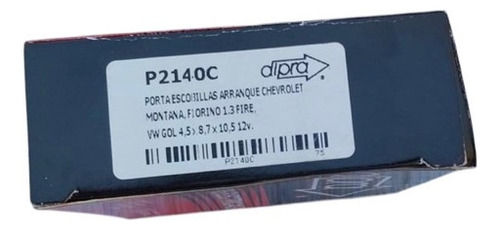 P2140C
dipra
PORTA ESCOBILLAS ARRANQUE CHEVROLET
MONTANA, FIORINO 1.3 FIRE,
VW GOL 4,5 x 8,7 x 10,5 12v.
P2140C 75